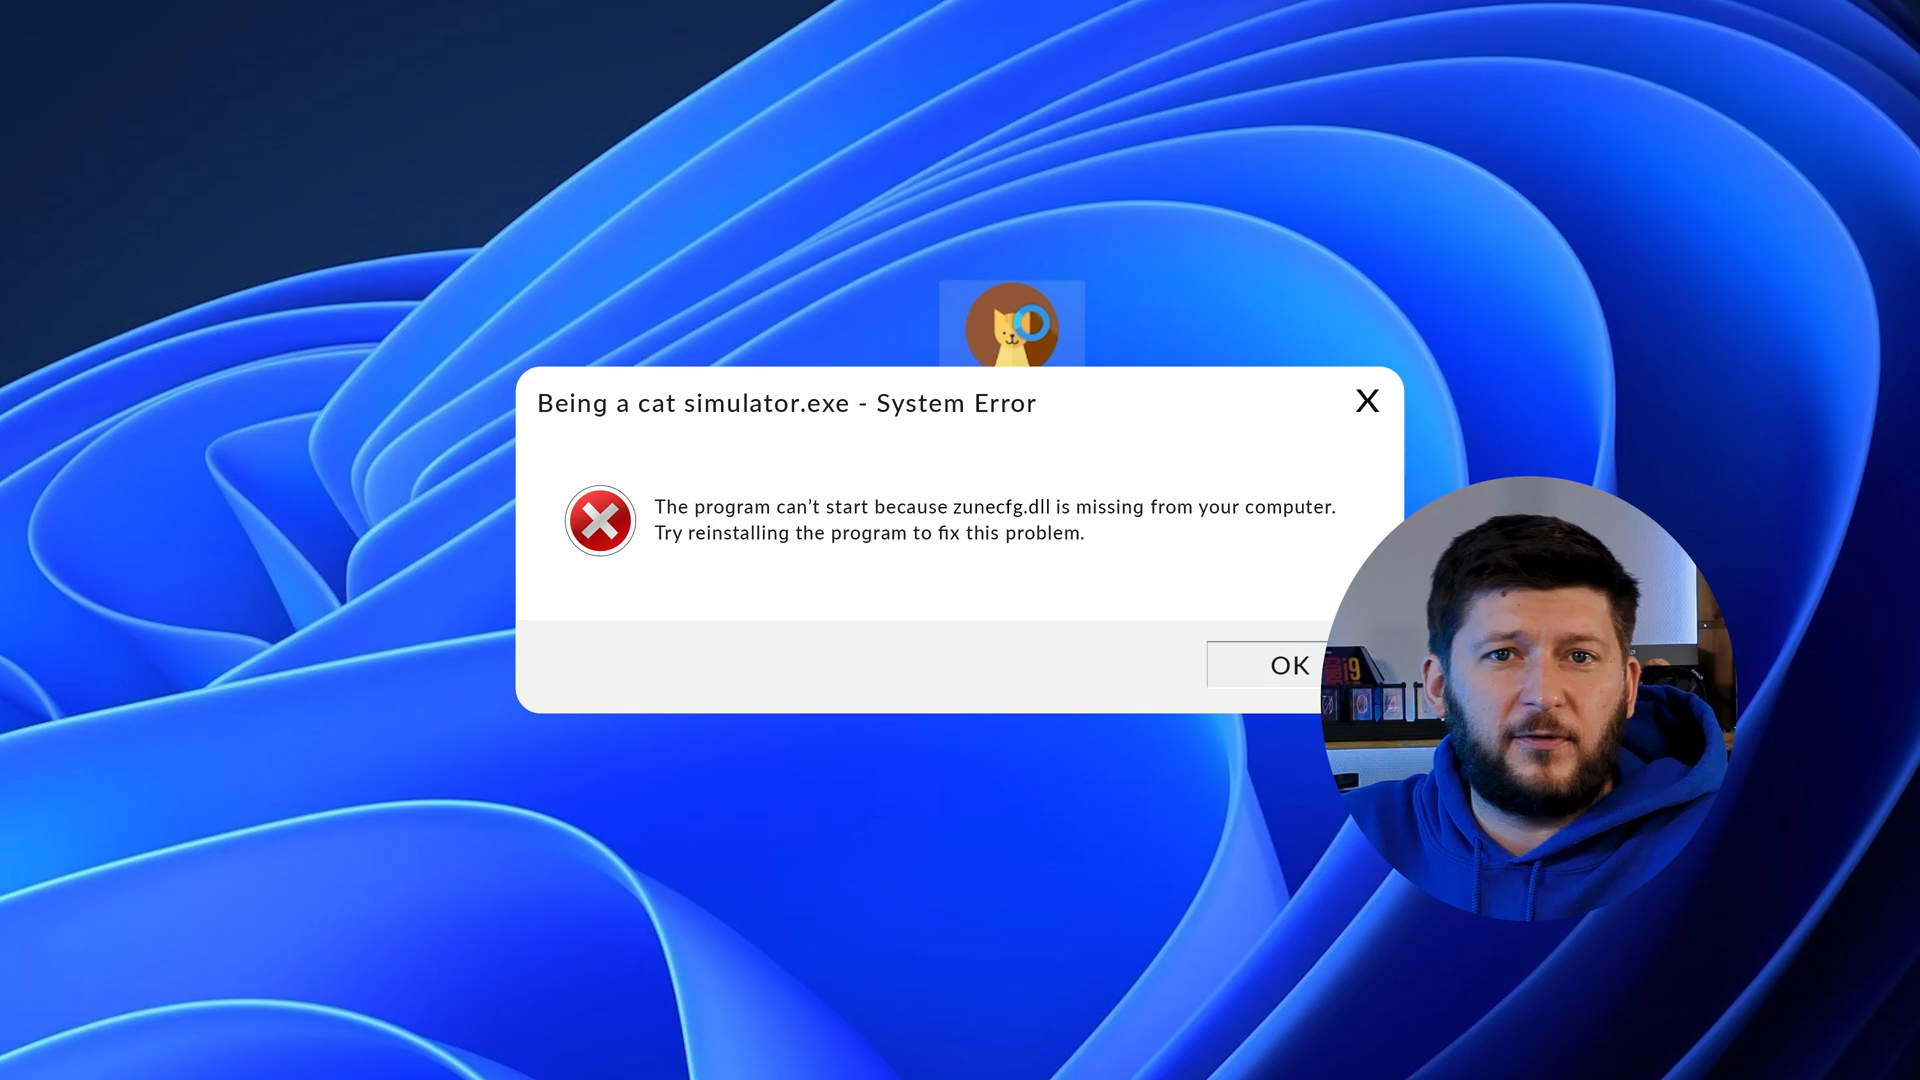 Being a cat simulator.exe - System Error
X
The program can’t start because zunecfg.dll is missing from your computer.
Try reinstalling the program to fix this problem.
OK
i9